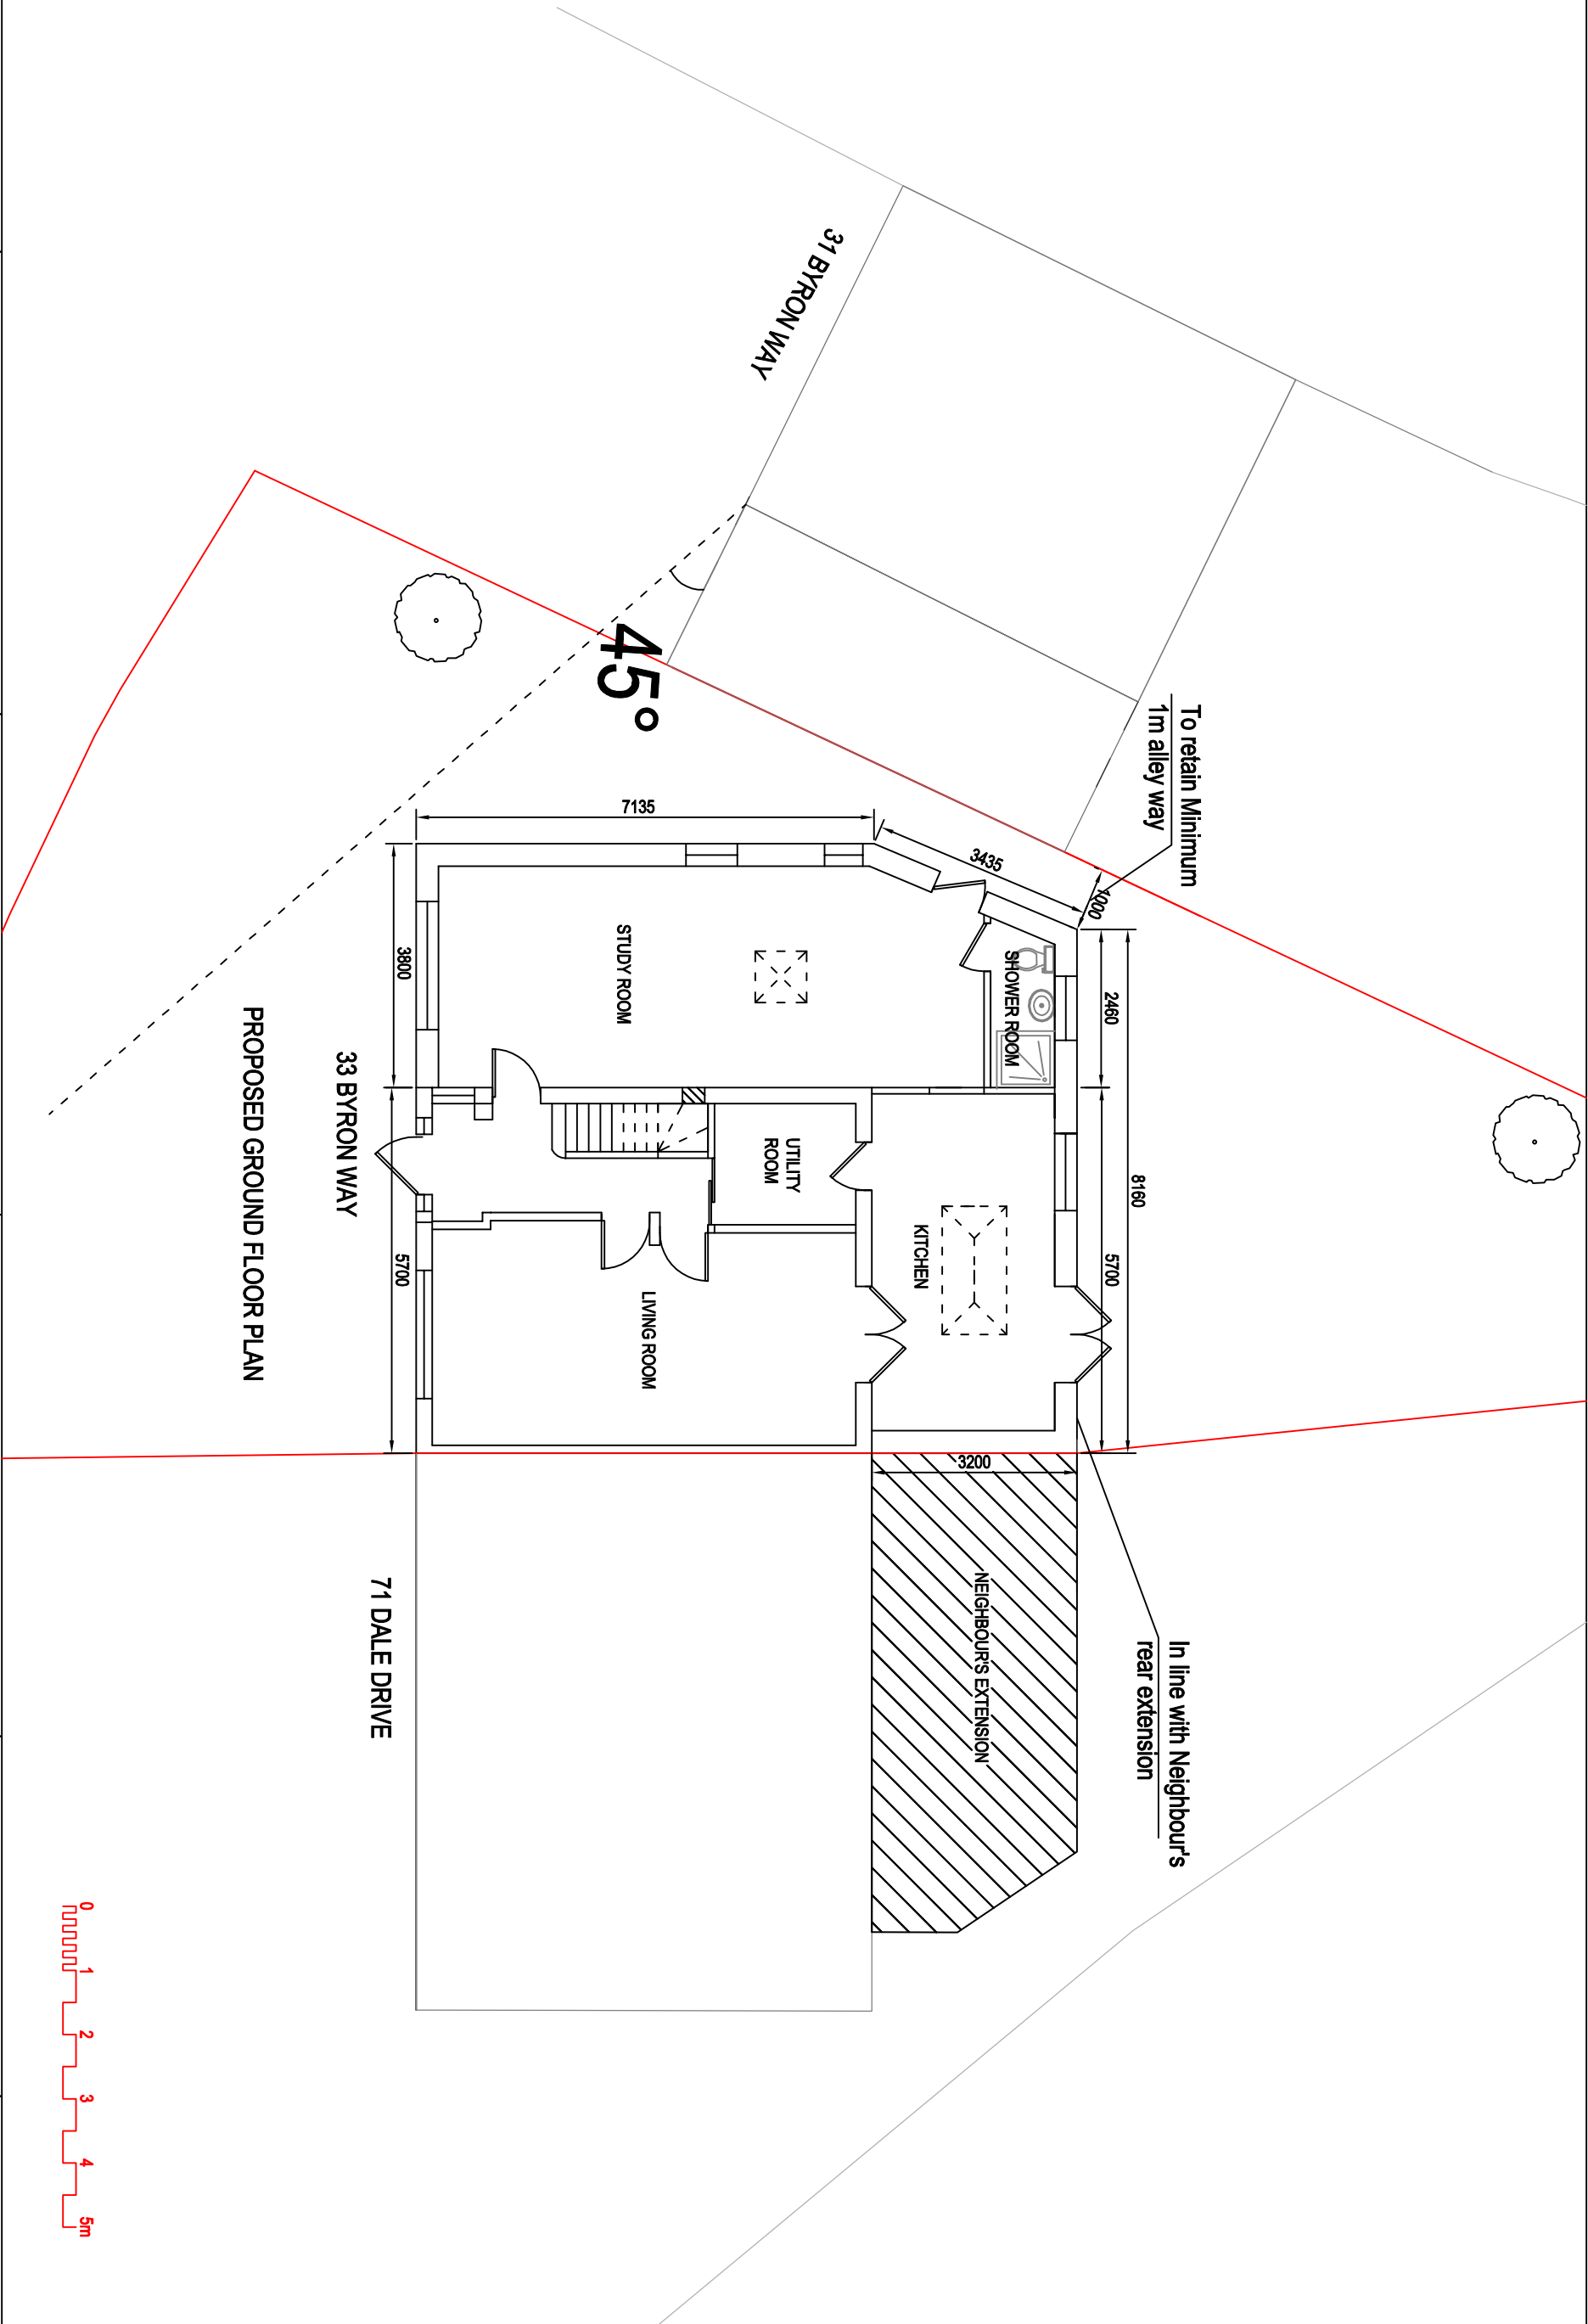 To retain Minimum
1m alley way
In line with Neighbour's
rear extension
8160
2460
5700
1000
3435
7135
3200
SHOWER ROOM
KITCHEN
NEIGHBOUR'S EXTENSION
UTILITY
ROOM
STUDY ROOM
LIVING ROOM
3800
5700
31 BYRON WAY
45°
33 BYRON WAY
71 DALE DRIVE
PROPOSED GROUND FLOOR PLAN
0 1 2 3 4 5m